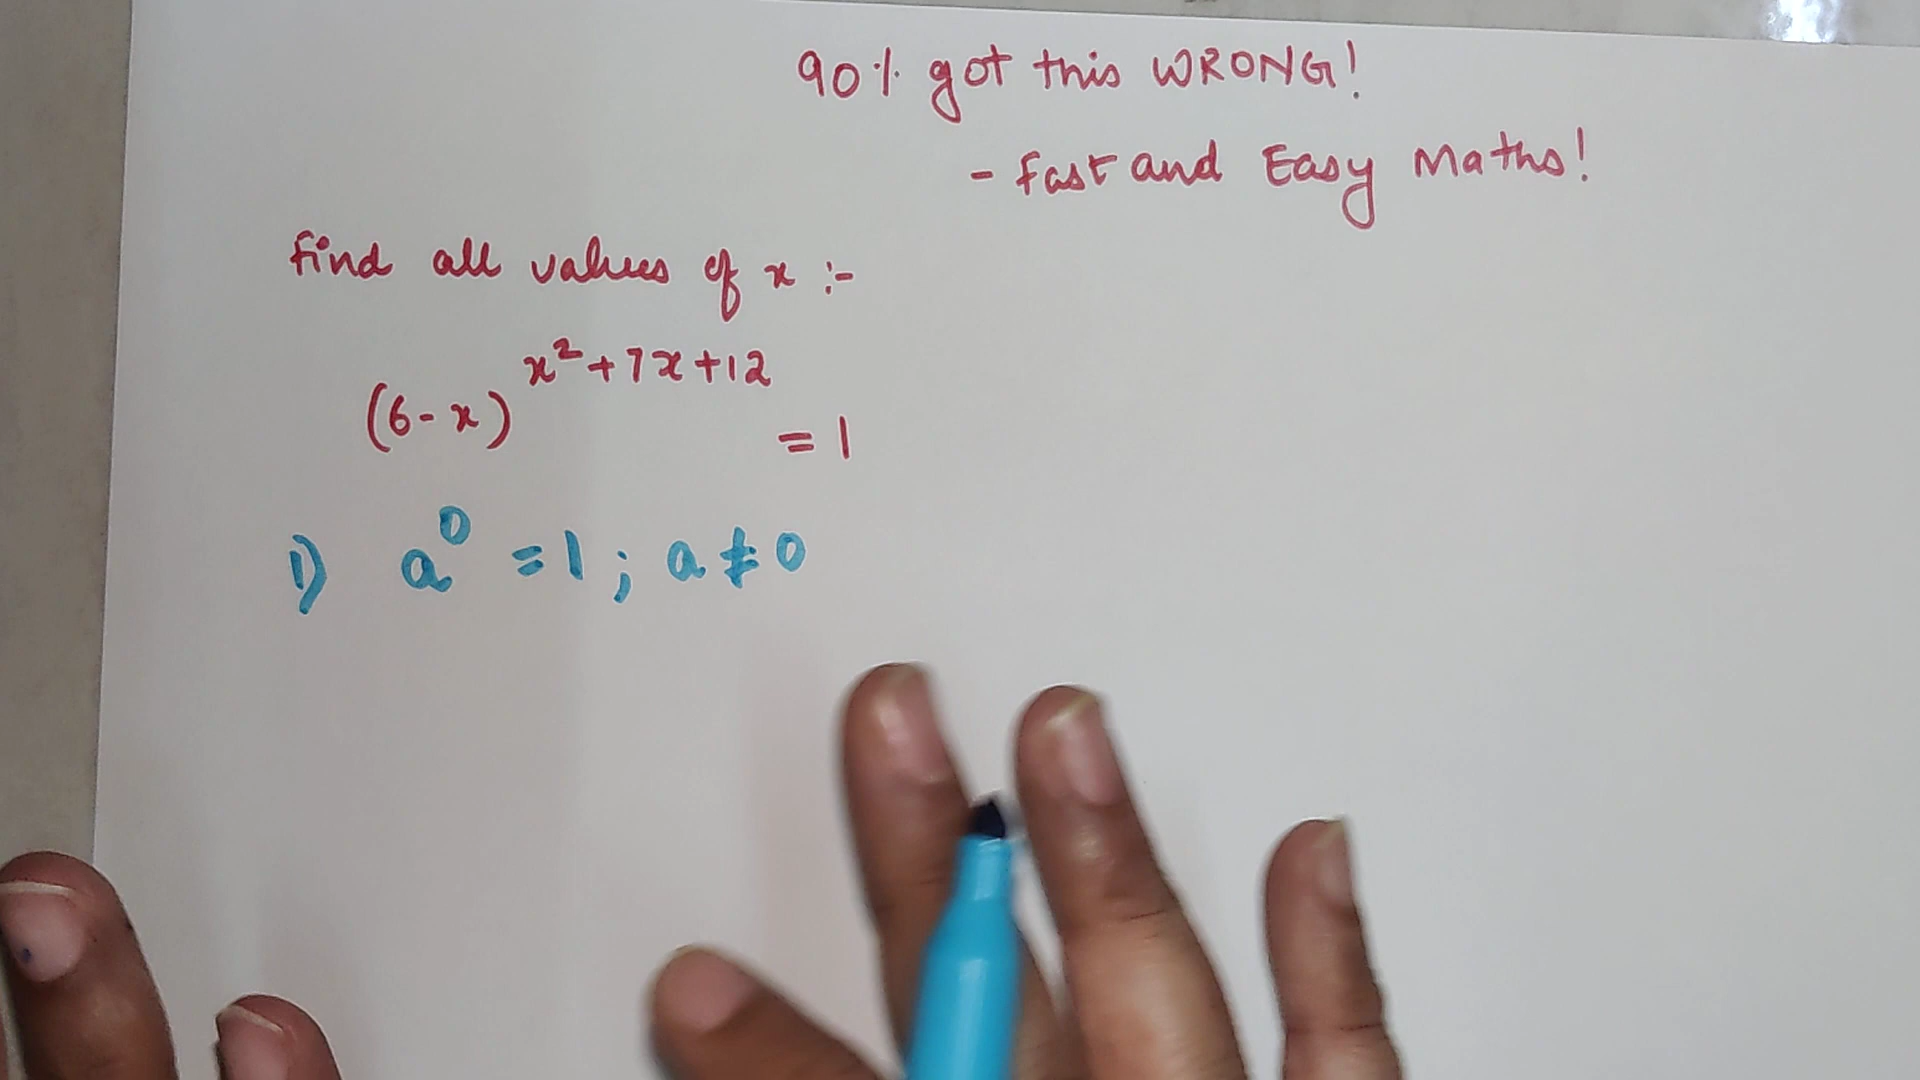 90% got this WRONG!
- Fast and Easy Maths!
Find all values of x :-
(6-x)^x²+7x+12 = 1
1) a⁰ = 1 ; a ≠ 0